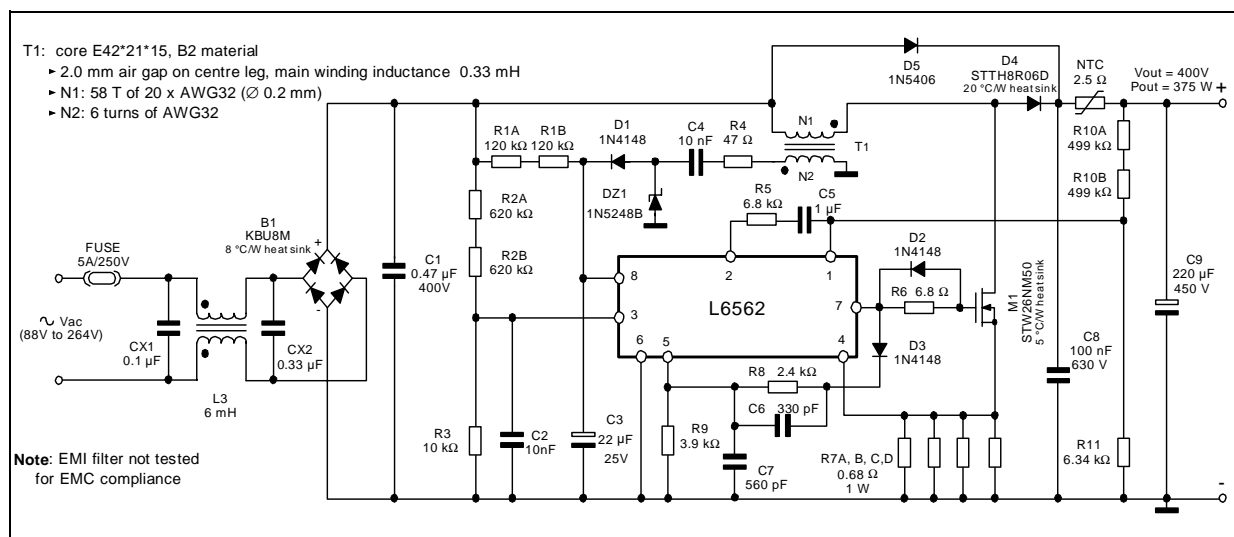 T1: core E42*21*15, B2 material
► 2.0 mm air gap on centre leg, main winding inductance 0.33 mH
► N1: 58 T of 20 x AWG32 (∅ 0.2 mm)
► N2: 6 turns of AWG32
D5
1N5406
D4
STTH8R06D
20 °C/W heat sink
NTC
2.5 Ω
Vout = 400V
Pout = 375 W
+
R1A
120 kΩ
R1B
120 kΩ
D1
1N4148
C4
10 nF
R4
47 Ω
N1
T1
N2
R10A
499 kΩ
R10B
499 kΩ
R2A
620 kΩ
DZ1
1N5248B
R5
6.8 kΩ
C5
1 µF
B1
KBU8M
8 °C/W heat sink
+
-
FUSE
5A/250V
C1
0.47 µF
400V
R2B
620 kΩ
8
3
2
1
7
6
5
4
L6562
D2
1N4148
R6 6.8 Ω
M1
STW26NM50
5 °C/W heat sink
D3
1N4148
C9
220 µF
450 V
~ Vac
(88V to 264V)
CX1
0.1 µF
CX2
0.33 µF
L3
6 mH
R8 2.4 kΩ
C6 330 pF
C8
100 nF
630 V
R3
10 kΩ
C2
10nF
C3
22 µF
25V
R9
3.9 kΩ
C7
560 pF
R7A, B, C,D
0.68 Ω
1 W
R11
6.34 kΩ
-
Note: EMI filter not tested
for EMC compliance